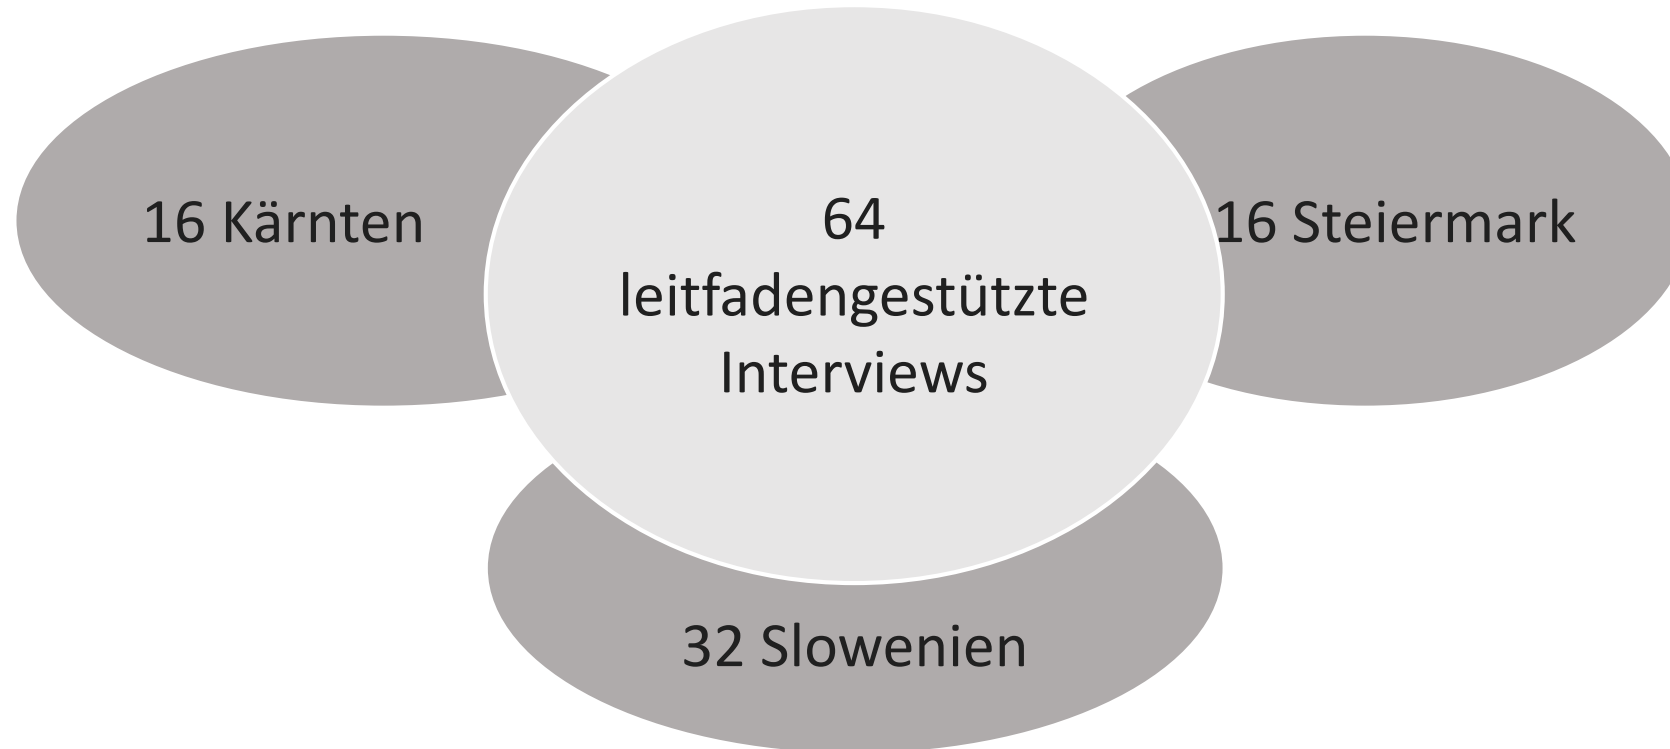 16 Kärnten
64
leitfadengestützte
Interviews
16 Steiermark
32 Slowenien